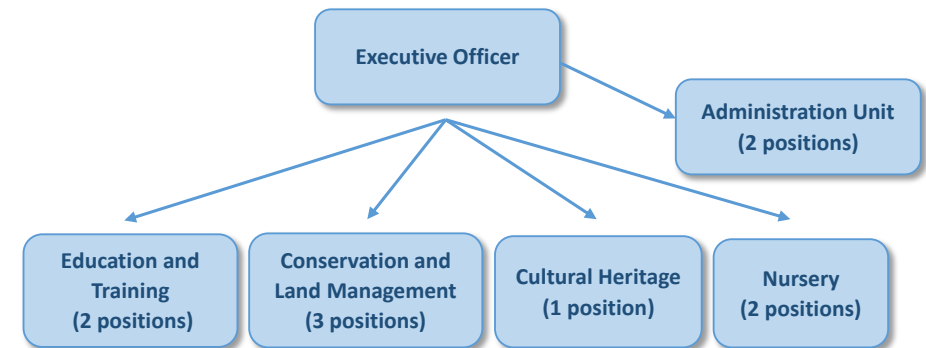 Executive Officer
Administration Unit
(2 positions)
Education and
Training
(2 positions)
Conservation and
Land Management
(3 positions)
Cultural Heritage
(1 position)
Nursery
(2 positions)